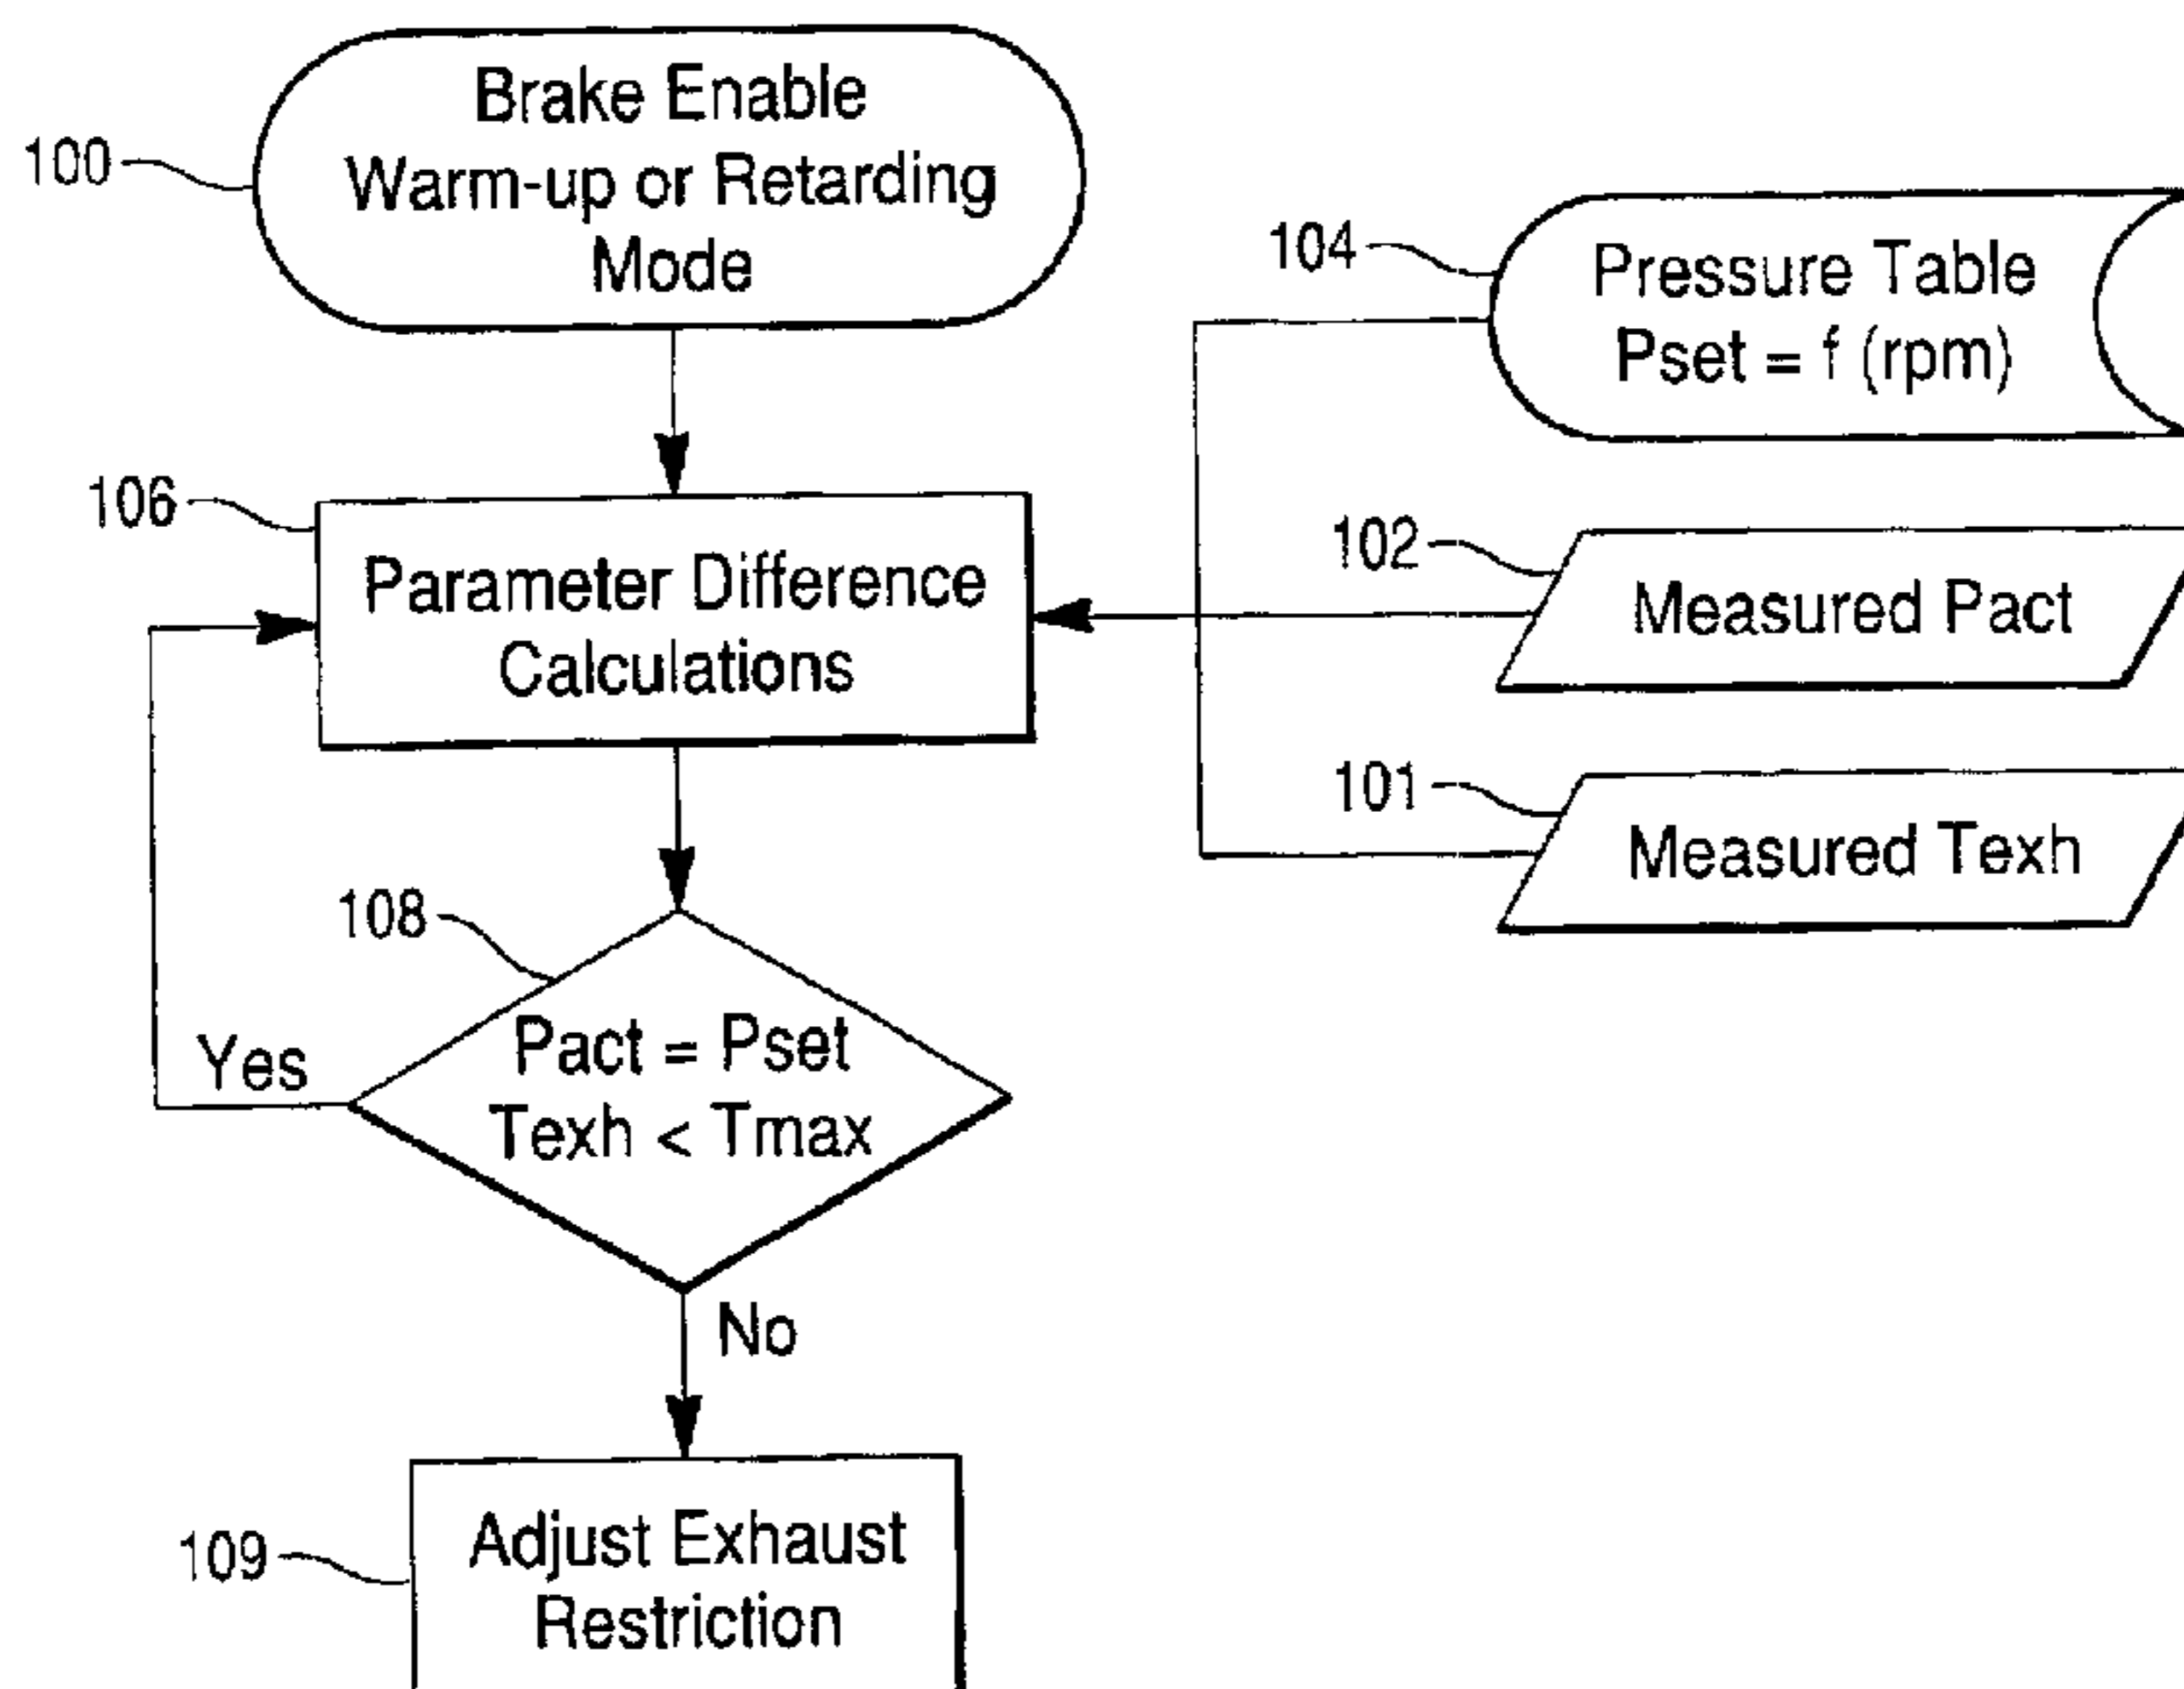 100
Brake Enable
Warm-up or Retarding
Mode
104
Pressure Table
Pset = f (rpm)
106
Parameter Difference
Calculations
102
Measured Pact
101
Measured Texh
108
Pact = Pset
Texh < Tmax
Yes
No
109
Adjust Exhaust
Restriction